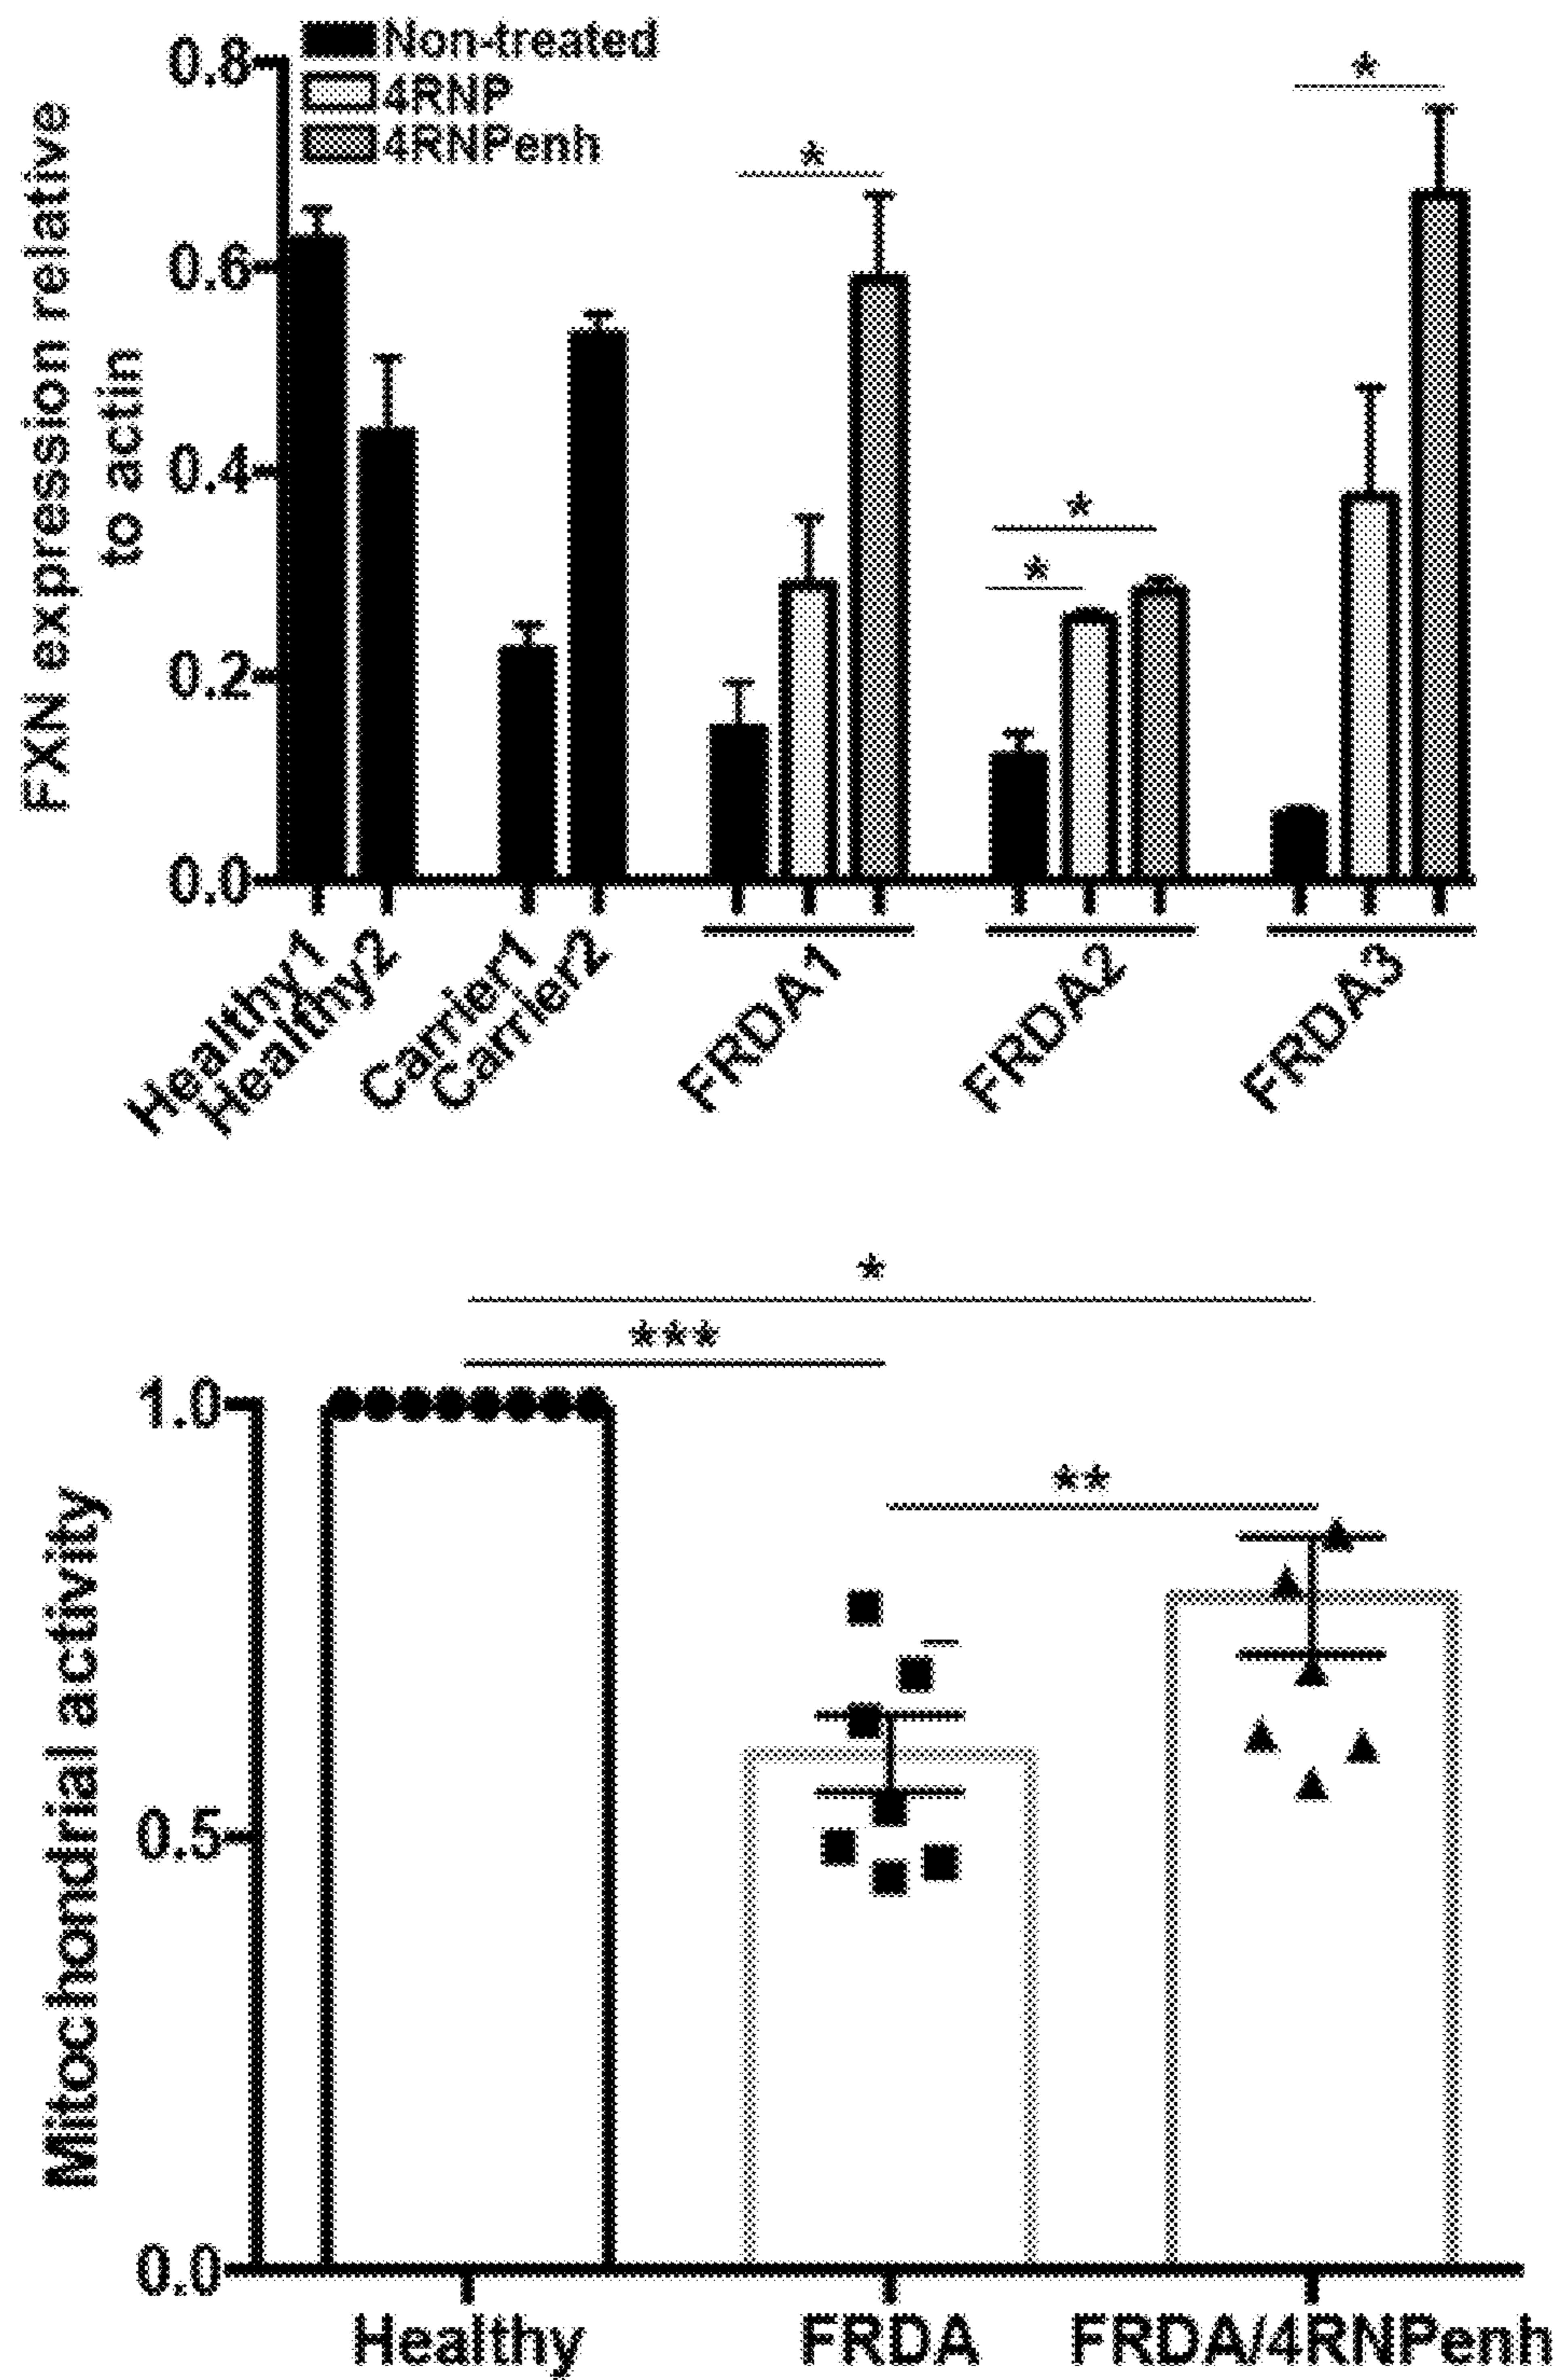 Non-treated
4RNP
4RNPenh
0.8
0.6
0.4
0.2
0.0
FXN expression relative
to actin
*
*
*
*
Healthy1
Healthy2
Carrier1
Carrier2
FRDA1
FRDA2
FRDA3
*
***
**
1.0
0.5
0.0
Mitochondrial activity
Healthy
FRDA
FRDA/4RNPenh